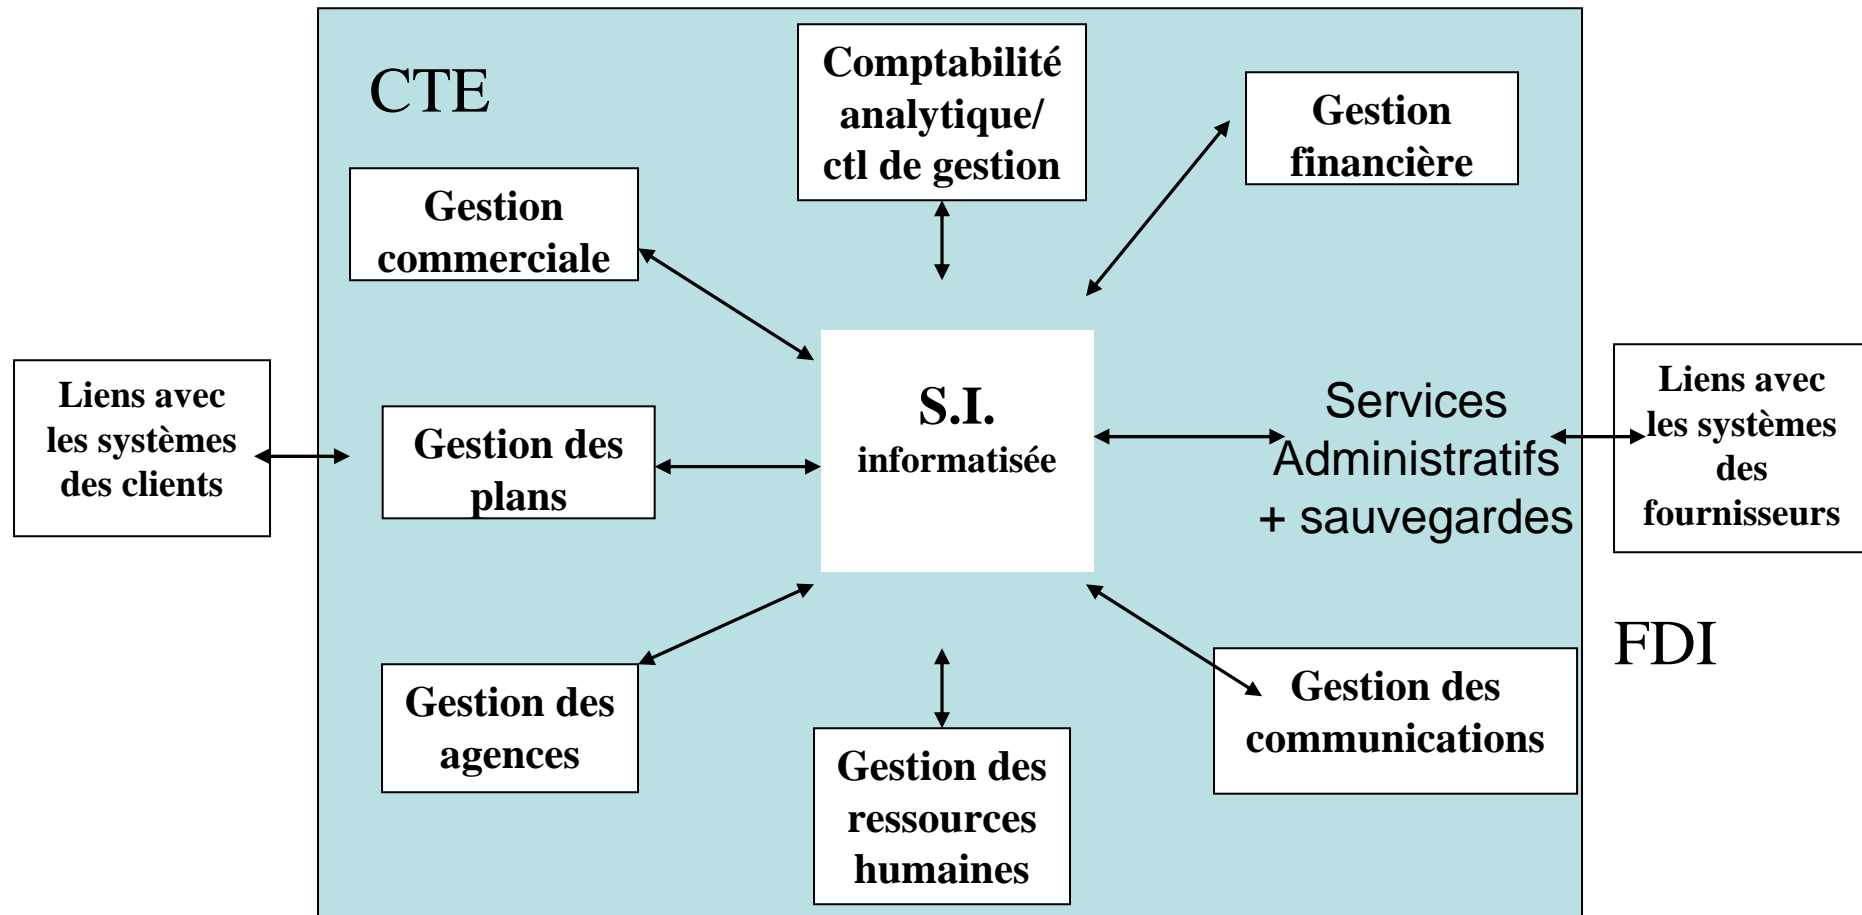 CTE
Comptabilité
analytique/
ctl de gestion
Gestion
financière
Gestion
commerciale
Liens avec
les systèmes
des clients
Gestion des
plans
S.I.
informatisée
Services
Administratifs
+ sauvegardes
Liens avec
les systèmes
des
fournisseurs
FDI
Gestion des
agences
Gestion des
ressources
humaines
Gestion des
communications